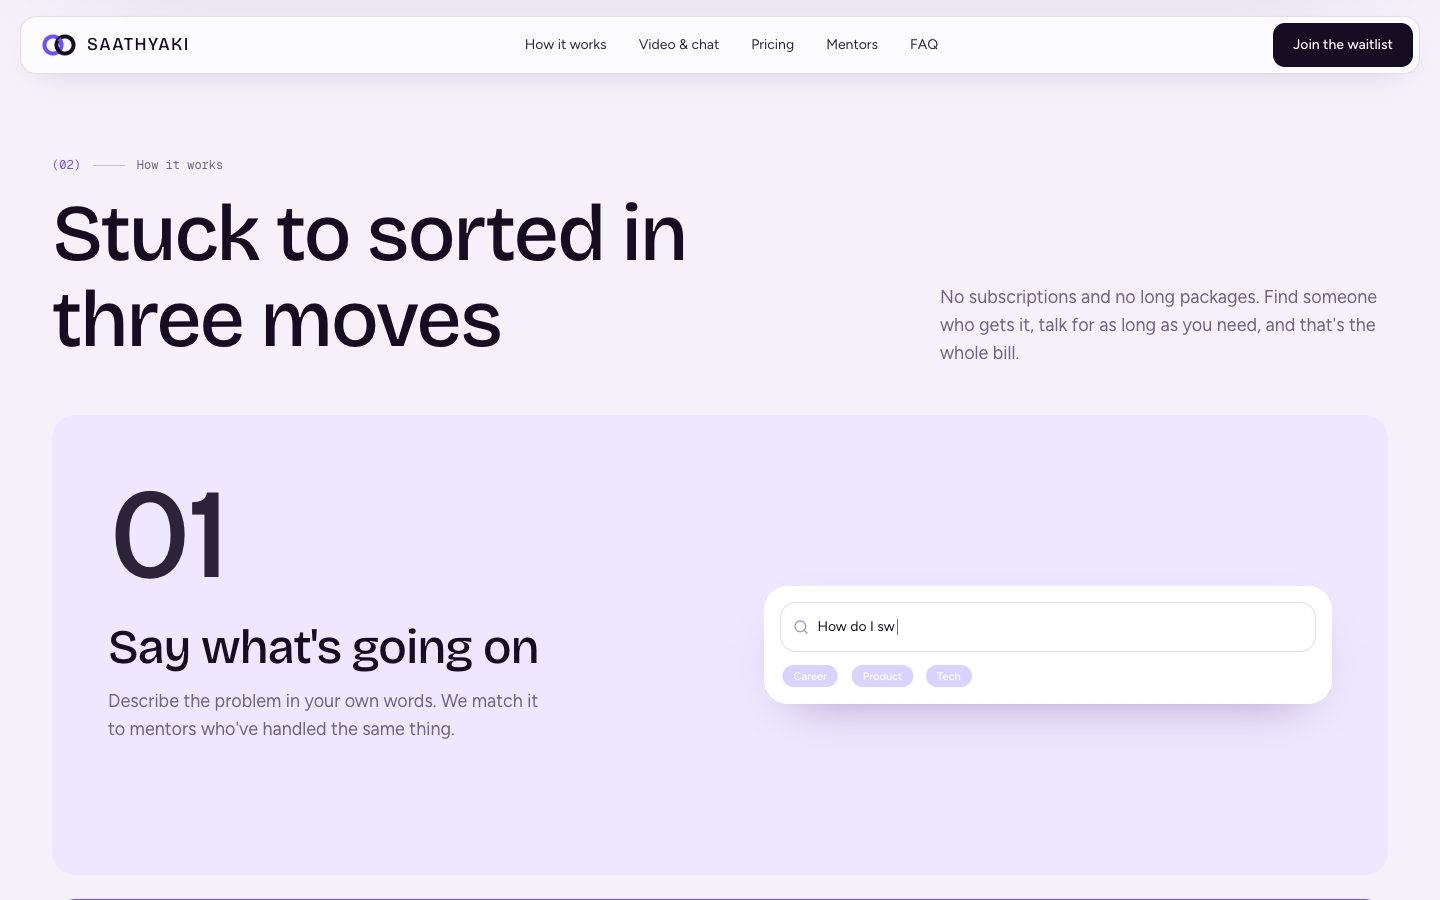 SAATHYAKI
How it works
Video & chat
Pricing
Mentors
FAQ
Join the waitlist
(02)
How it works
Stuck to sorted in
three moves
No subscriptions and no long packages. Find someone
who gets it, talk for as long as you need, and that's the
whole bill.
01
Say what's going on
Describe the problem in your own words. We match it
to mentors who've handled the same thing.
How do I sw
Career
Product
Tech